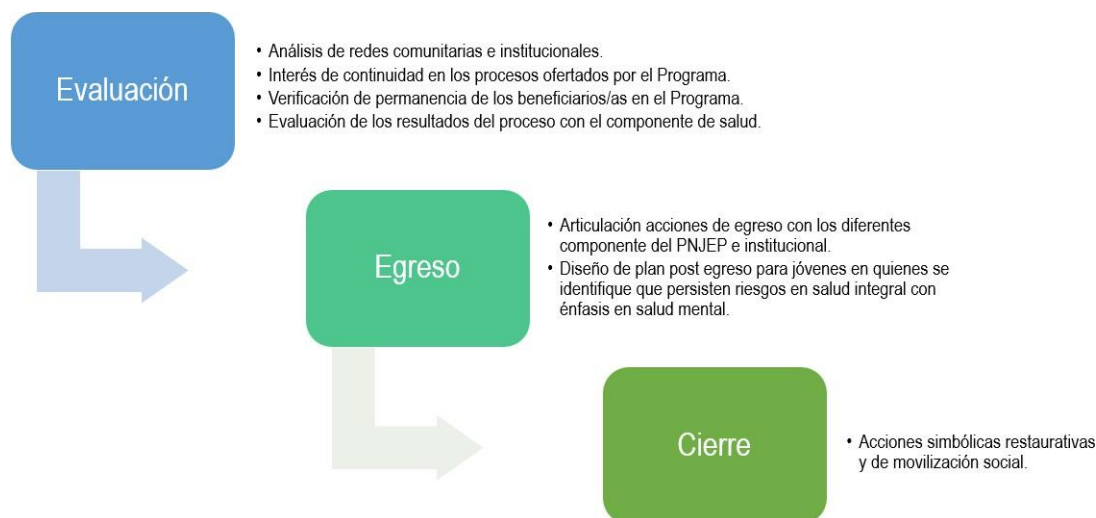 Evaluación
• Análisis de redes comunitarias e institucionales.
• Interés de continuidad en los procesos ofertados por el Programa.
• Verificación de permanencia de los beneficiarios/as en el Programa.
• Evaluación de los resultados del proceso con el componente de salud.
Egreso
• Articulación acciones de egreso con los diferentes
componente del PNJEP e institucional.
• Diseño de plan post egreso para jóvenes en quienes se
identifique que persisten riesgos en salud integral con
énfasis en salud mental.
Cierre
• Acciones simbólicas restaurativas
y de movilización social.